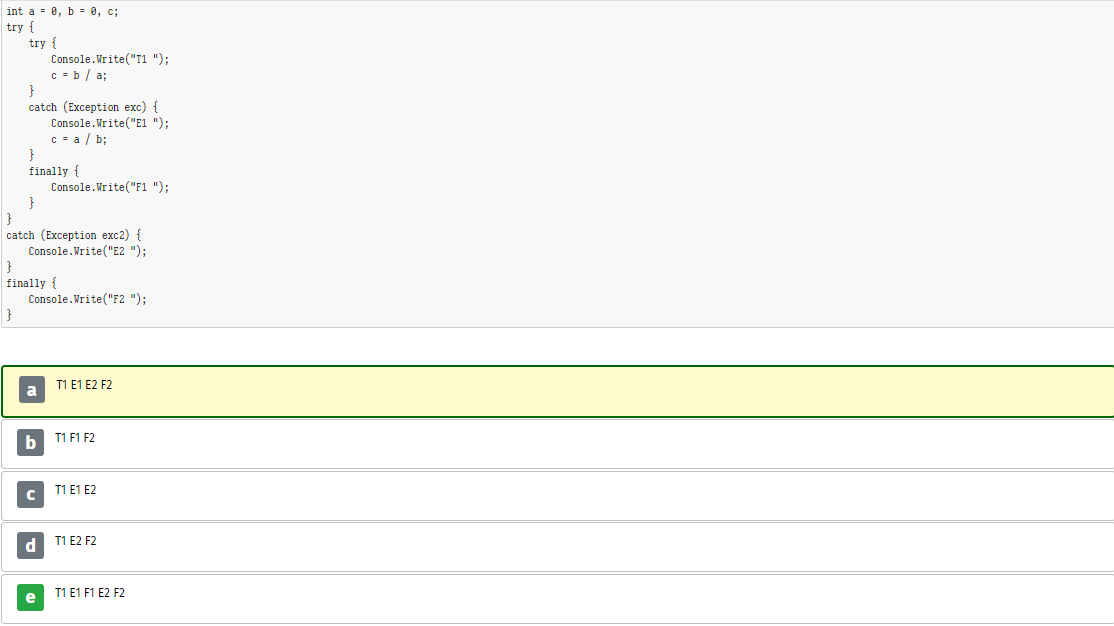 int a = 0, b = 0, c;
try {
    try {
        Console.Write("T1 ");
        c = b / a;
    }
    catch (Exception exc) {
        Console.Write("E1 ");
        c = a / b;
    }
    finally {
        Console.Write("F1 ");
    }
}
catch (Exception exc2) {
    Console.Write("E2 ");
}
finally {
    Console.Write("F2 ");
}
a T1 E1 E2 F2
b T1 F1 F2
c T1 E1 E2
d T1 E2 F2
e T1 E1 F1 E2 F2